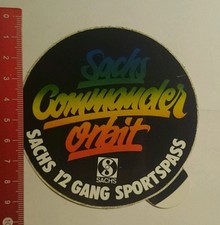 Sachs
Commander
Orbit
SACHS 12 GANG SPORTSPASS
SACHS